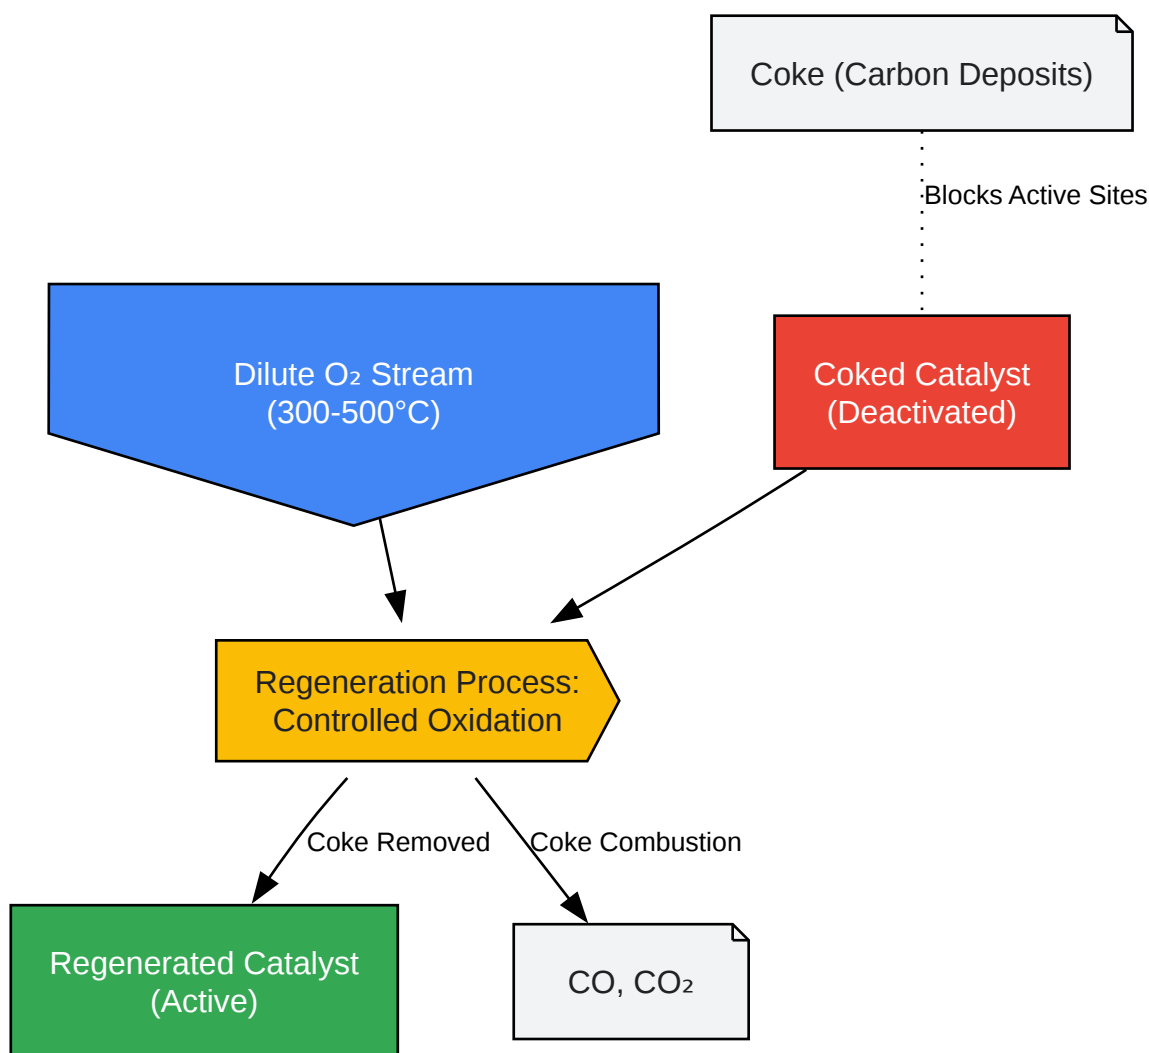 Coke (Carbon Deposits)
Blocks Active Sites
Dilute O₂ Stream
(300-500°C)
Coked Catalyst
(Deactivated)
Regeneration Process:
Controlled Oxidation
Coke Removed
Coke Combustion
Regenerated Catalyst
(Active)
CO, CO₂